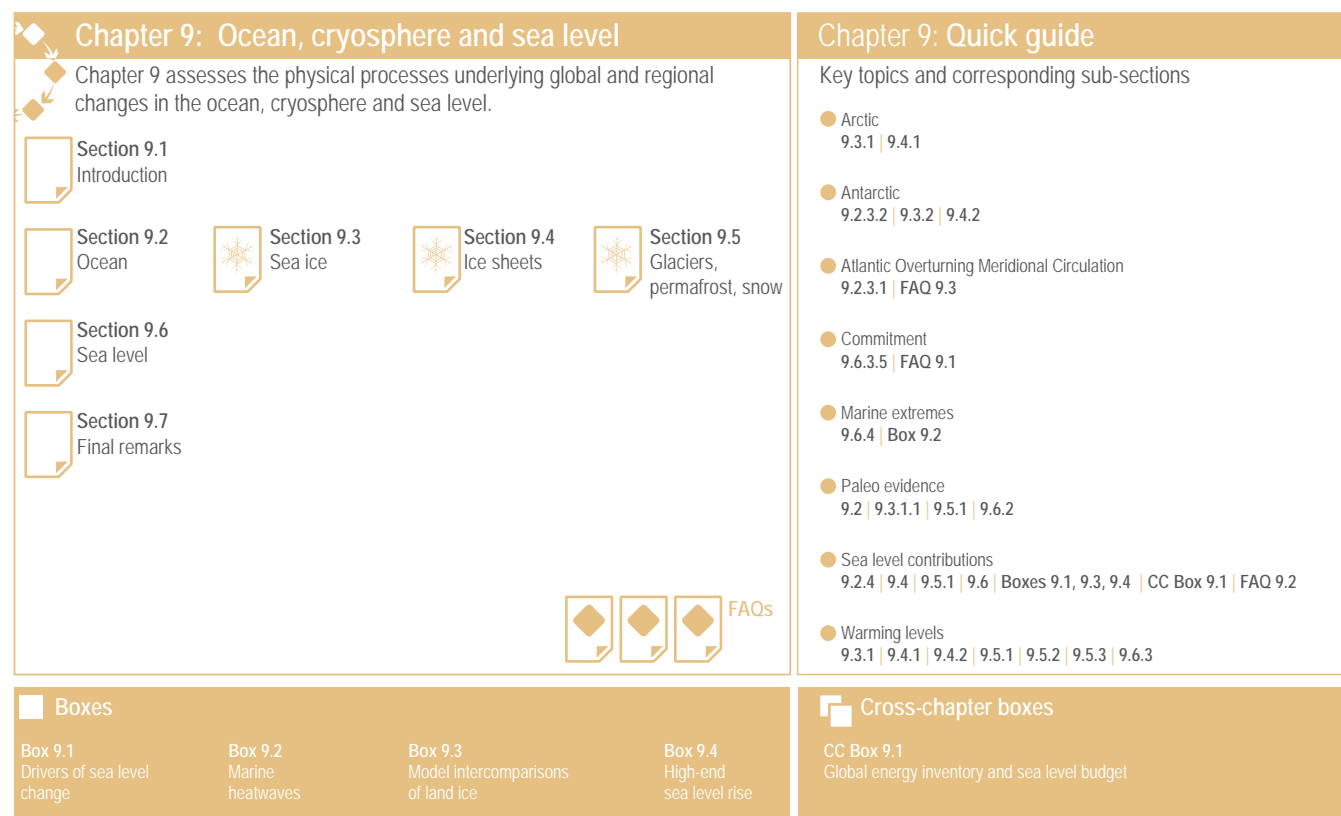 Chapter 9: Ocean, cryosphere and sea level
Chapter 9 assesses the physical processes underlying global and regional
changes in the ocean, cryosphere and sea level.
Section 9.1
Introduction
Section 9.2
Ocean
Section 9.3
Sea ice
Section 9.4
Ice sheets
Section 9.5
Glaciers,
permafrost, snow
Section 9.6
Sea level
Section 9.7
Final remarks
FAQs
Chapter 9: Quick guide
Key topics and corresponding sub-sections
Arctic
9.3.1 | 9.4.1
Antarctic
9.2.3.2 | 9.3.2 | 9.4.2
Atlantic Overturning Meridional Circulation
9.2.3.1 | FAQ 9.3
Commitment
9.6.3.5 | FAQ 9.1
Marine extremes
9.6.4 | Box 9.2
Paleo evidence
9.2 | 9.3.1.1 | 9.5.1 | 9.6.2
Sea level contributions
9.2.4 | 9.4 | 9.5.1 | 9.6 | Boxes 9.1, 9.3, 9.4 | CC Box 9.1 | FAQ 9.2
Warming levels
9.3.1 | 9.4.1 | 9.4.2 | 9.5.1 | 9.5.2 | 9.5.3 | 9.6.3
Boxes
Box 9.1
Drivers of sea level
change
Box 9.2
Marine
heatwaves
Box 9.3
Model intercomparisons
of land ice
Box 9.4
High-end
sea level rise
Cross-chapter boxes
CC Box 9.1
Global energy inventory and sea level budget